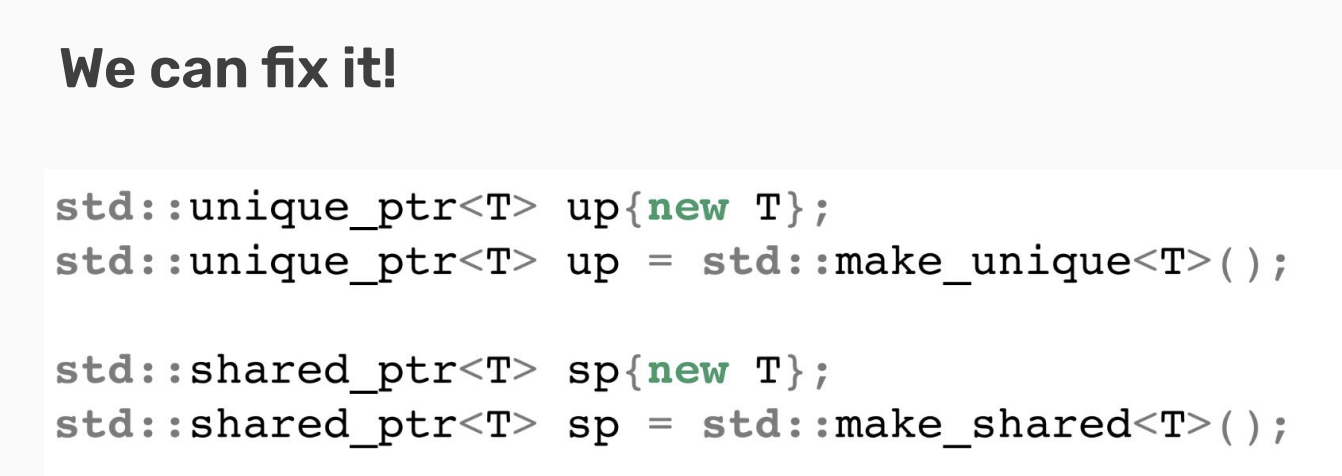 We can fix it!
std::unique_ptr<T> up{new T};
std::unique_ptr<T> up = std::make_unique<T>();
std::shared_ptr<T> sp{new T};
std::shared_ptr<T> sp = std::make_shared<T>();